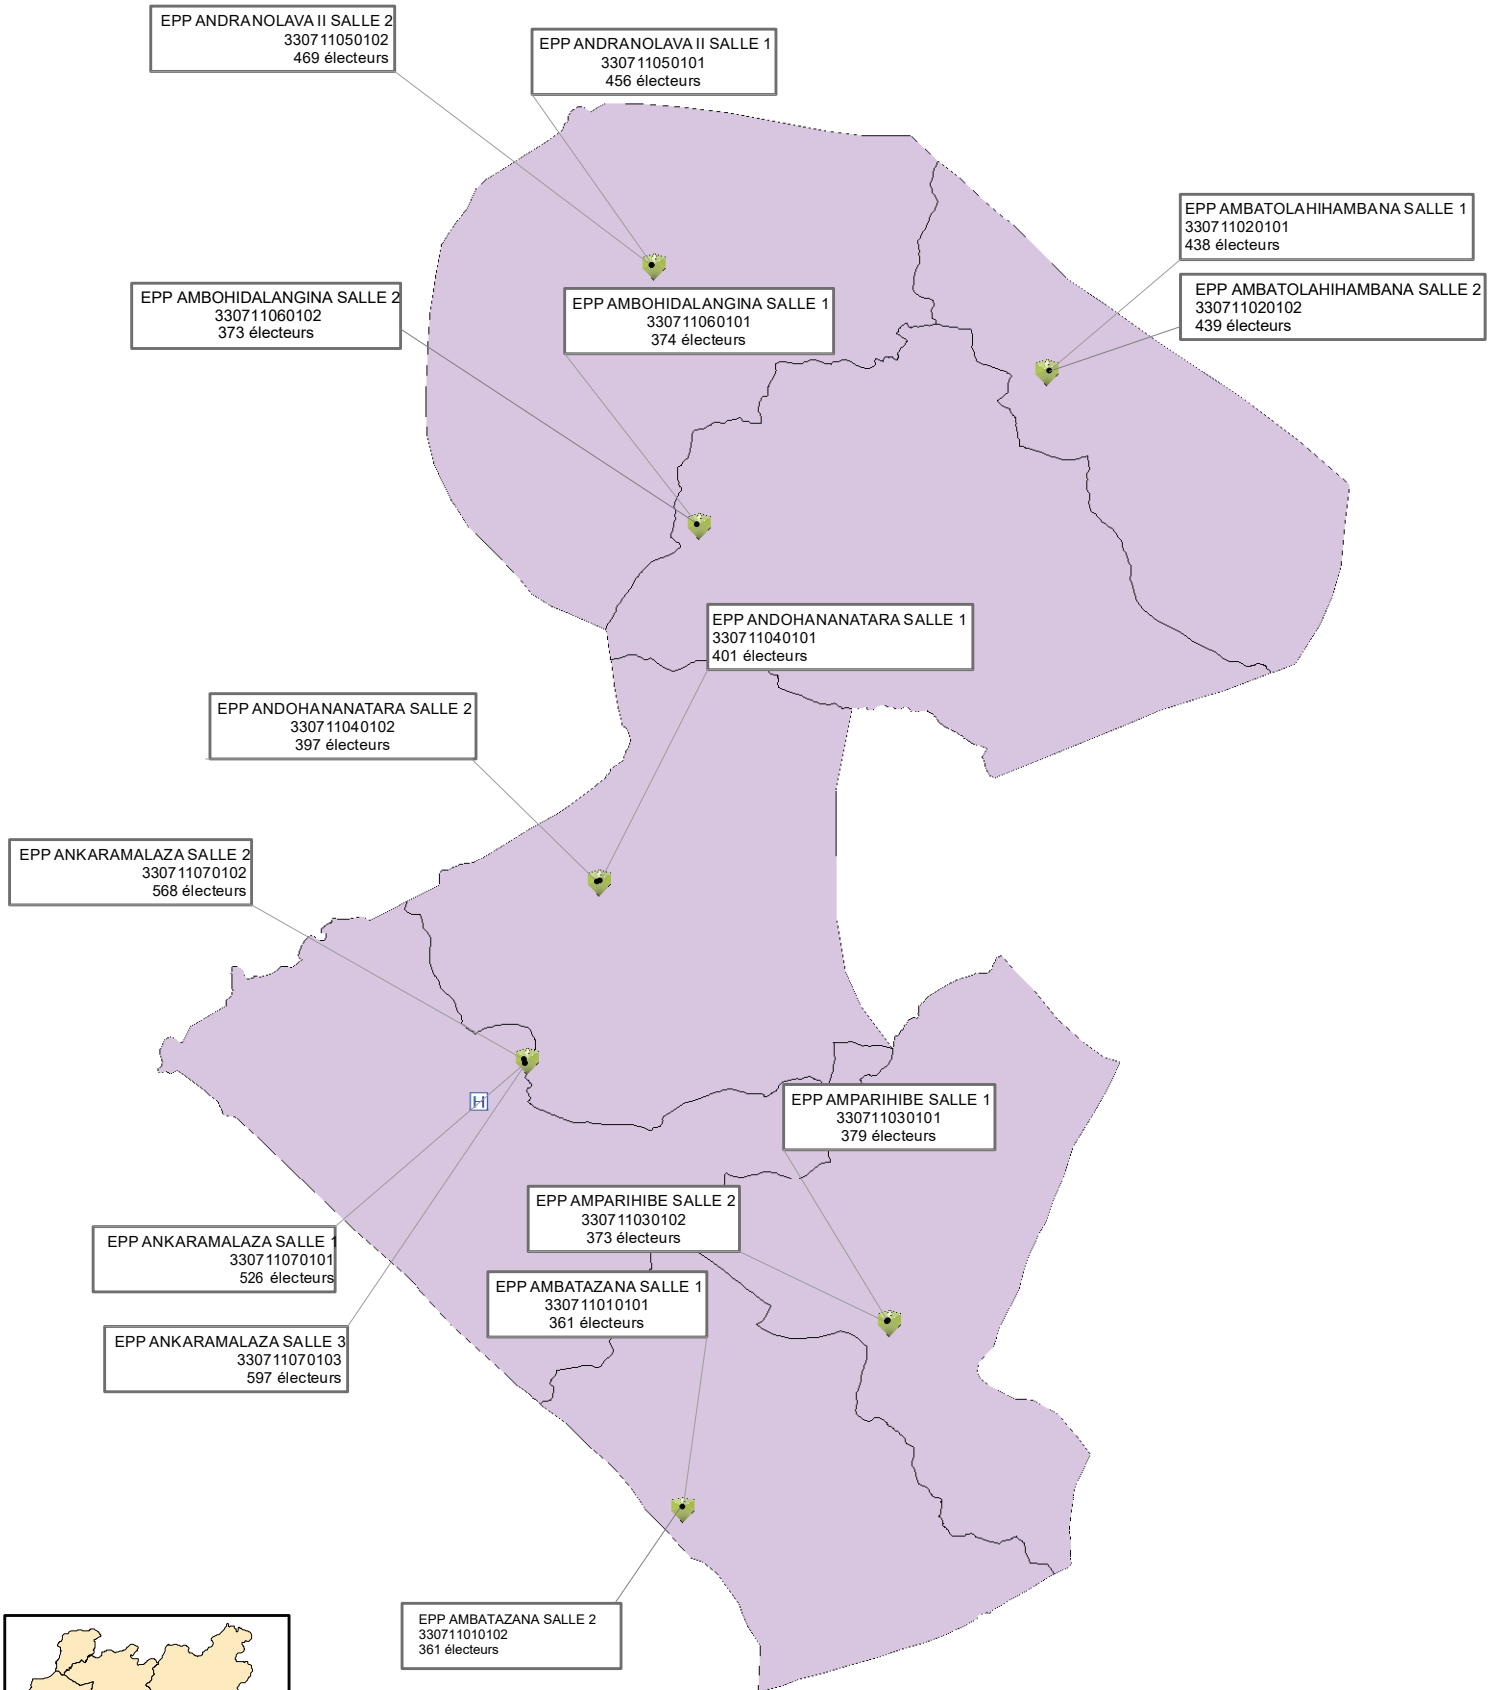 EPP ANDRANOLAVA II SALLE 2
330711050102
469 électeurs
EPP ANDRANOLAVA II SALLE 1
330711050101
456 électeurs
EPP AMBATOLAHIHAMBANA SALLE 1
330711020101
438 électeurs
EPP AMBATOLAHIHAMBANA SALLE 2
330711020102
439 électeurs
EPP AMBOHIDALANGINA SALLE 2
330711060102
373 électeurs
EPP AMBOHIDALANGINA SALLE 1
330711060101
374 électeurs
EPP ANDOHANANATARA SALLE 1
330711040101
401 électeurs
EPP ANDOHANANATARA SALLE 2
330711040102
397 électeurs
EPP ANKARAMALAZA SALLE 2
330711070102
568 électeurs
H
EPP AMPARIHIBE SALLE 1
330711030101
379 électeurs
EPP AMPARIHIBE SALLE 2
330711030102
373 électeurs
EPP ANKARAMALAZA SALLE 1
330711070101
526 électeurs
EPP AMBATAZANA SALLE 1
330711010101
361 électeurs
EPP ANKARAMALAZA SALLE 3
330711070103
597 électeurs
EPP AMBATAZANA SALLE 2
330711010102
361 électeurs